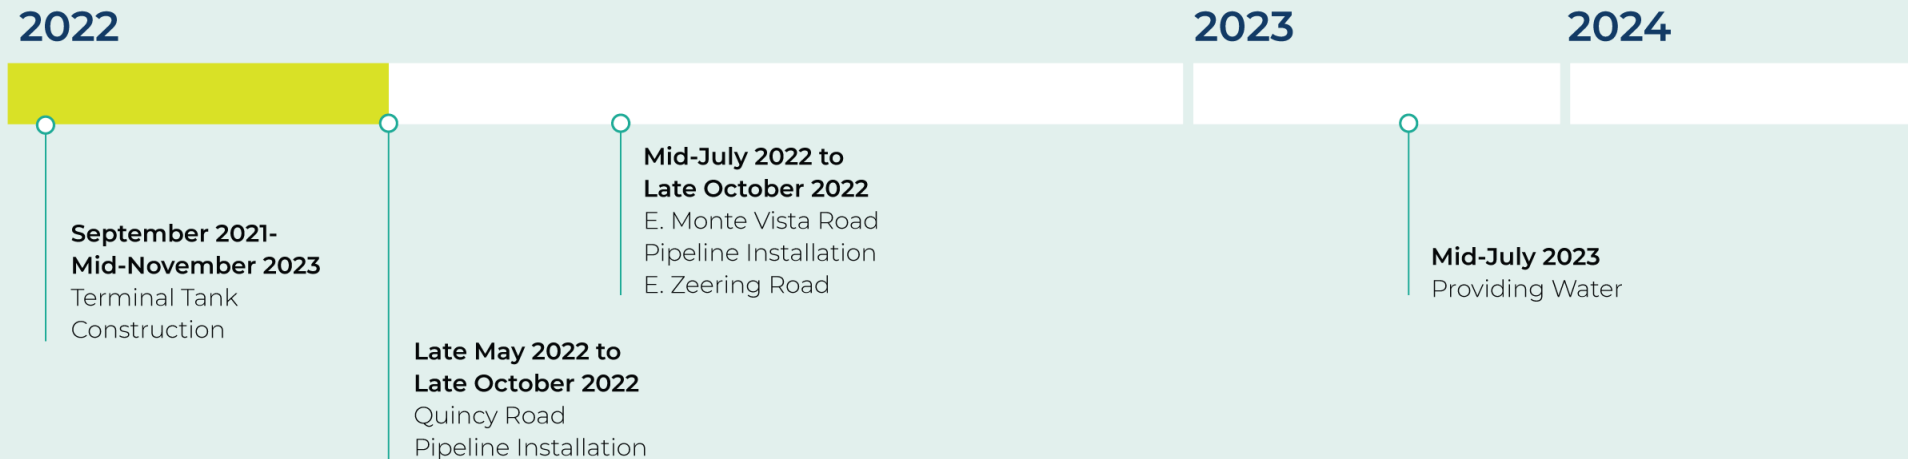 2022
2023
2024
September 2021-
Mid-November 2023
Terminal Tank
Construction
Late May 2022 to
Late October 2022
Quincy Road
Pipeline Installation
Mid-July 2022 to
Late October 2022
E. Monte Vista Road
Pipeline Installation
E. Zeering Road
Mid-July 2023
Providing Water